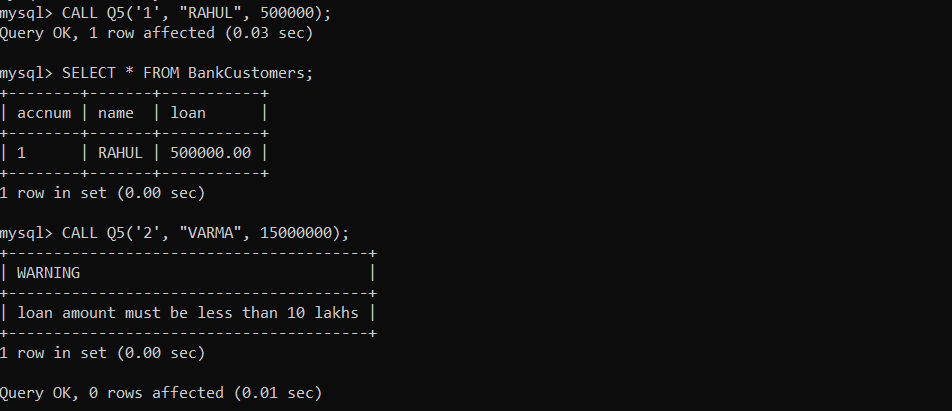 mysql> CALL Q5('1', "RAHUL", 500000);
Query OK, 1 row affected (0.03 sec)
mysql> SELECT * FROM BankCustomers;
+--------+-------+-----------+
| accnum | name  | loan      |
+--------+-------+-----------+
| 1      | RAHUL | 500000.00 |
+--------+-------+-----------+
1 row in set (0.00 sec)
mysql> CALL Q5('2', "VARMA", 15000000);
+----------------------------------------+
| WARNING                                |
+----------------------------------------+
| loan amount must be less than 10 lakhs |
+----------------------------------------+
1 row in set (0.00 sec)
Query OK, 0 rows affected (0.01 sec)